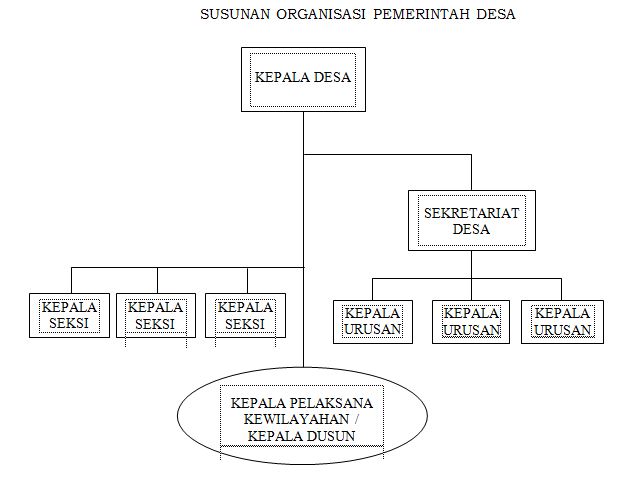 SUSUNAN ORGANISASI PEMERINTAH DESA
KEPALA DESA
SEKRETARIAT
DESA
KEPALA
SEKSI
KEPALA
SEKSI
KEPALA
SEKSI
KEPALA
URUSAN
KEPALA
URUSAN
KEPALA
URUSAN
KEPALA PELAKSANA
KEWILAYAHAN /
KEPALA DUSUN